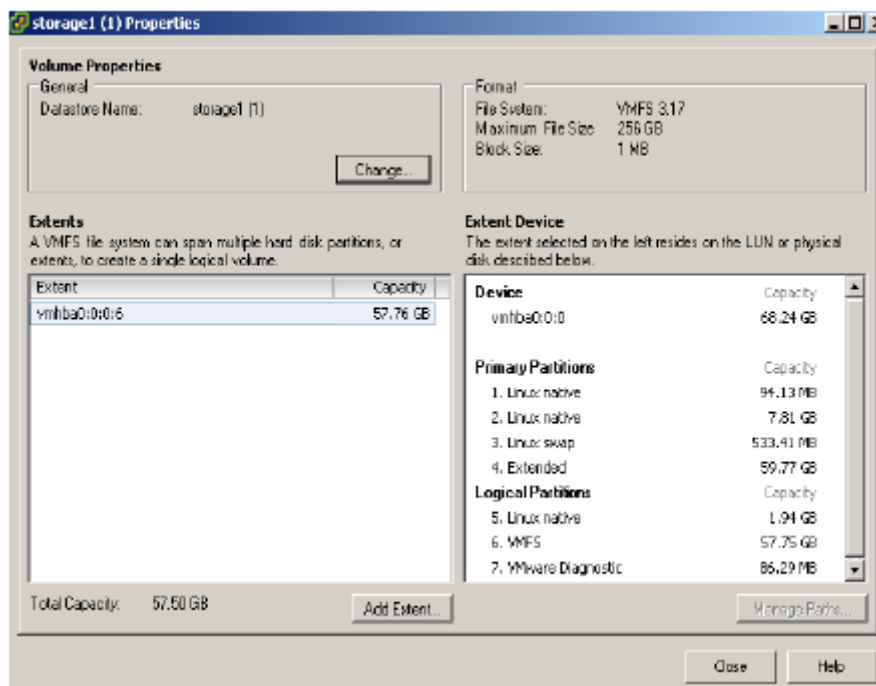 storage1 (1) Properties
Volume Properties
General
Datastore Name: storage1 (1)
Change...
Format
File System: VMFS 3.17
Maximum File Size 256 GB
Block Size: 1 MB
Extents
A VMFS file system can span multiple hard disk partitions, or
extents, to create a single logical volume.
Extent Capacity
vmhba0:0:0:6 57.76 GB
Total Capacity: 57.50 GB
Add Extent...
Extent Device
The extent selected on the left resides on the LUN or physical
disk described below.
Device Capacity
vmhba0:0:0 68.24 GB
Primary Partitions Capacity
1. Linux native 94.13 MB
2. Linux native 7.81 GB
3. Linux swap 533.41 MB
4. Extended 59.77 GB
Logical Partitions Capacity
5. Linux native 1.94 GB
6. VMFS 57.75 GB
7. VMware Diagnostic 86.29 MB
Manage Paths...
Close Help